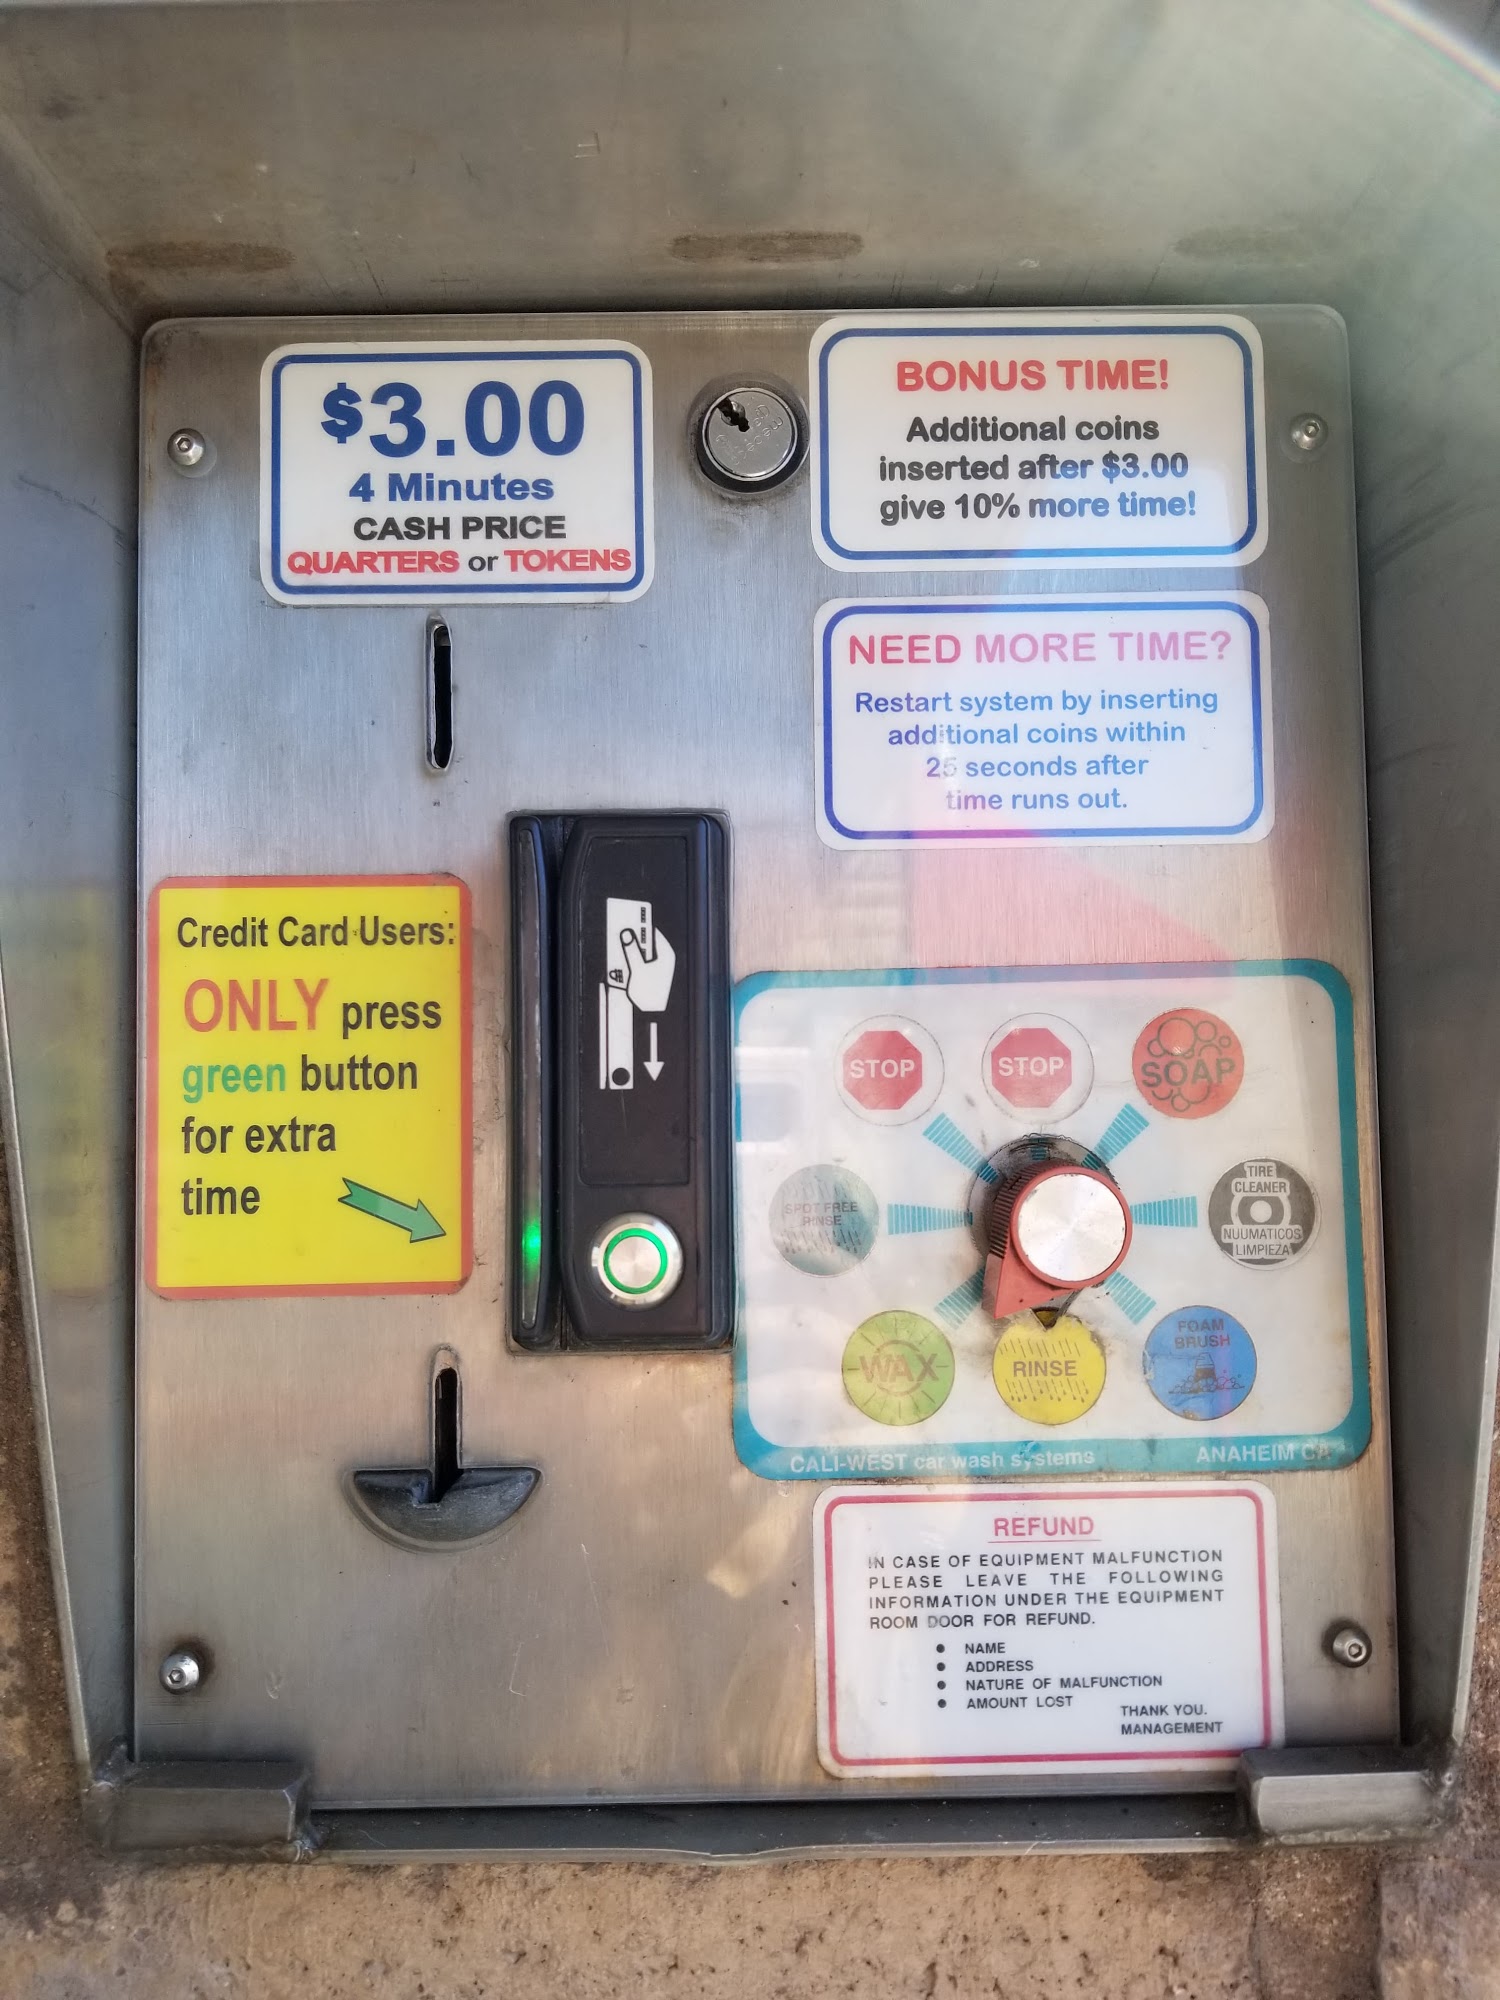 $3.00
4 Minutes
CASH PRICE
QUARTERS or TOKENS
BONUS TIME!
Additional coins
inserted after $3.00
give 10% more time!
NEED MORE TIME?
Restart system by inserting
additional coins within
25 seconds after
time runs out.
Credit Card Users:
ONLY press
green button
for extra
time
STOP
STOP
SOAP
SPOT FREE
RINSE
TIRE
CLEANER
NUUMATICOS
LIMPIEZA
WAX
RINSE
FOAM
BRUSH
CALI-WEST car wash systems
ANAHEIM CA
REFUND
IN CASE OF EQUIPMENT MALFUNCTION
PLEASE LEAVE THE FOLLOWING
INFORMATION UNDER THE EQUIPMENT
ROOM DOOR FOR REFUND.
• NAME
• ADDRESS
• NATURE OF MALFUNCTION
• AMOUNT LOST
THANK YOU.
MANAGEMENT